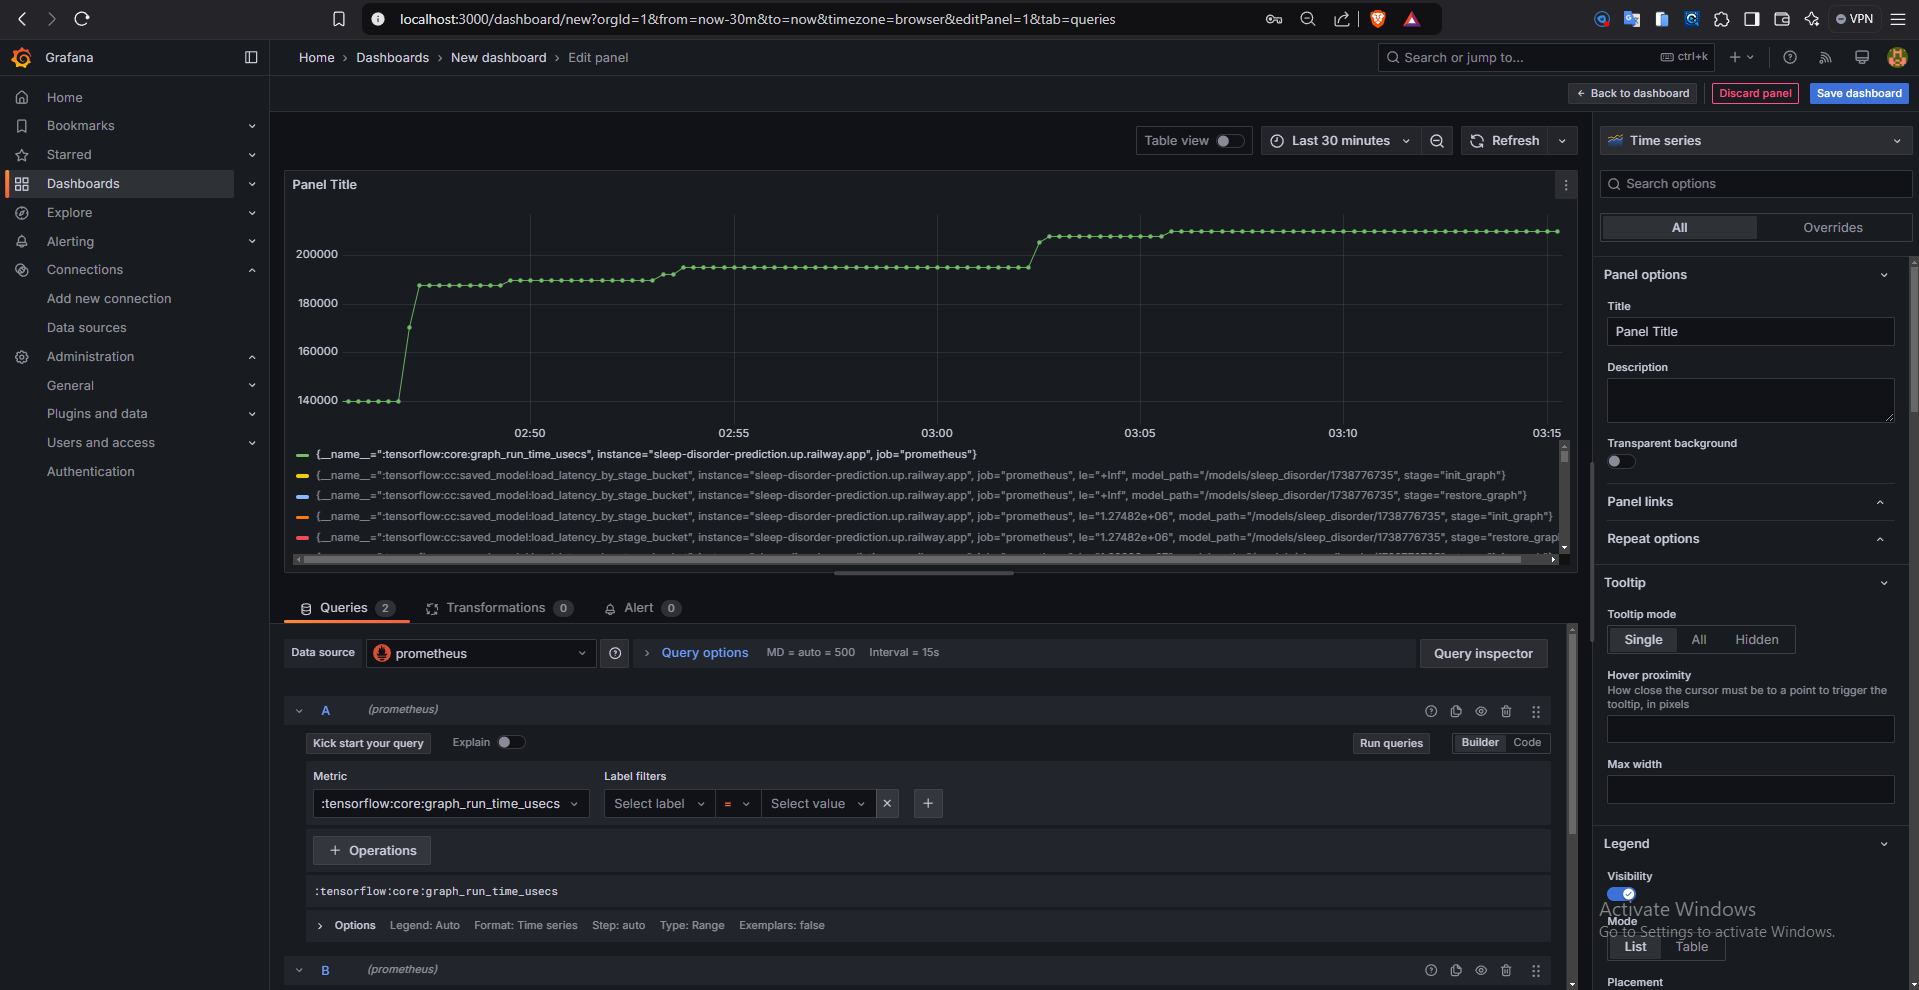 localhost:3000/dashboard/new?orgId=1&from=now-30m&to=now&timezone=browser&editPanel=1&tab=queries
VPN
Grafana
Home › Dashboards › New dashboard › Edit panel
Search or jump to...
ctrl+k
Back to dashboard
Discard panel
Save dashboard
Home
Bookmarks
Starred
Dashboards
Explore
Alerting
Connections
Add new connection
Data sources
Administration
General
Plugins and data
Users and access
Authentication
Table view
Last 30 minutes
Refresh
Panel Title
200000
180000
160000
140000
02:50 02:55 03:00 03:05 03:10 03:15
{__name__=":tensorflow:core:graph_run_time_usecs", instance="sleep-disorder-prediction.up.railway.app", job="prometheus"}
{__name__=":tensorflow:cc:saved_model:load_latency_by_stage_bucket", instance="sleep-disorder-prediction.up.railway.app", job="prometheus", le="+Inf", model_path="/models/sleep_disorder/1738776735", stage="init_graph"}
{__name__=":tensorflow:cc:saved_model:load_latency_by_stage_bucket", instance="sleep-disorder-prediction.up.railway.app", job="prometheus", le="+Inf", model_path="/models/sleep_disorder/1738776735", stage="restore_graph"}
{__name__=":tensorflow:cc:saved_model:load_latency_by_stage_bucket", instance="sleep-disorder-prediction.up.railway.app", job="prometheus", le="1.27482e+06", model_path="/models/sleep_disorder/1738776735", stage="init_graph"}
{__name__=":tensorflow:cc:saved_model:load_latency_by_stage_bucket", instance="sleep-disorder-prediction.up.railway.app", job="prometheus", le="1.27482e+06", model_path="/models/sleep_disorder/1738776735", stage="restore_grap
Queries 2
Transformations 0
Alert 0
Data source
prometheus
Query options
MD = auto = 500
Interval = 15s
Query inspector
A
(prometheus)
Kick start your query
Explain
Run queries
Builder
Code
Metric
Label filters
:tensorflow:core:graph_run_time_usecs
Select label
=
Select value
Operations
:tensorflow:core:graph_run_time_usecs
Options Legend: Auto Format: Time series Step: auto Type: Range Exemplars: false
B
(prometheus)
Time series
Search options
All
Overrides
Panel options
Title
Panel Title
Description
Transparent background
Panel links
Repeat options
Tooltip
Tooltip mode
Single All Hidden
Hover proximity
How close the cursor must be to a point to trigger the
tooltip, in pixels
Max width
Legend
Visibility
Activate Windows
Mode
Go to Settings to activate Windows.
List Table
Placement